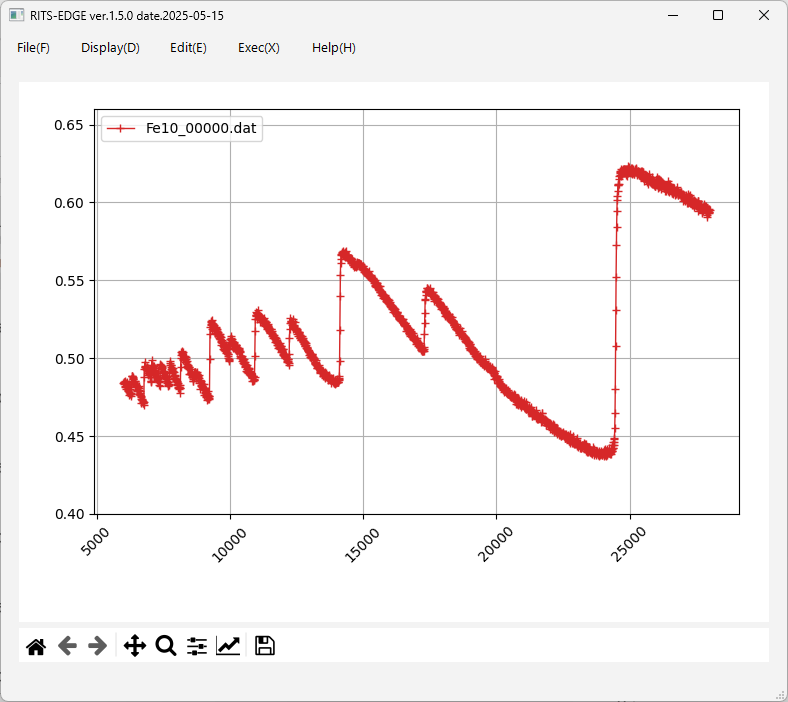 RITS-EDGE ver.1.5.0 date.2025-05-15
File(F) Display(D) Edit(E) Exec(X) Help(H)
Fe10_00000.dat
0.65
0.60
0.55
0.50
0.45
0.40
5000 10000 15000 20000 25000